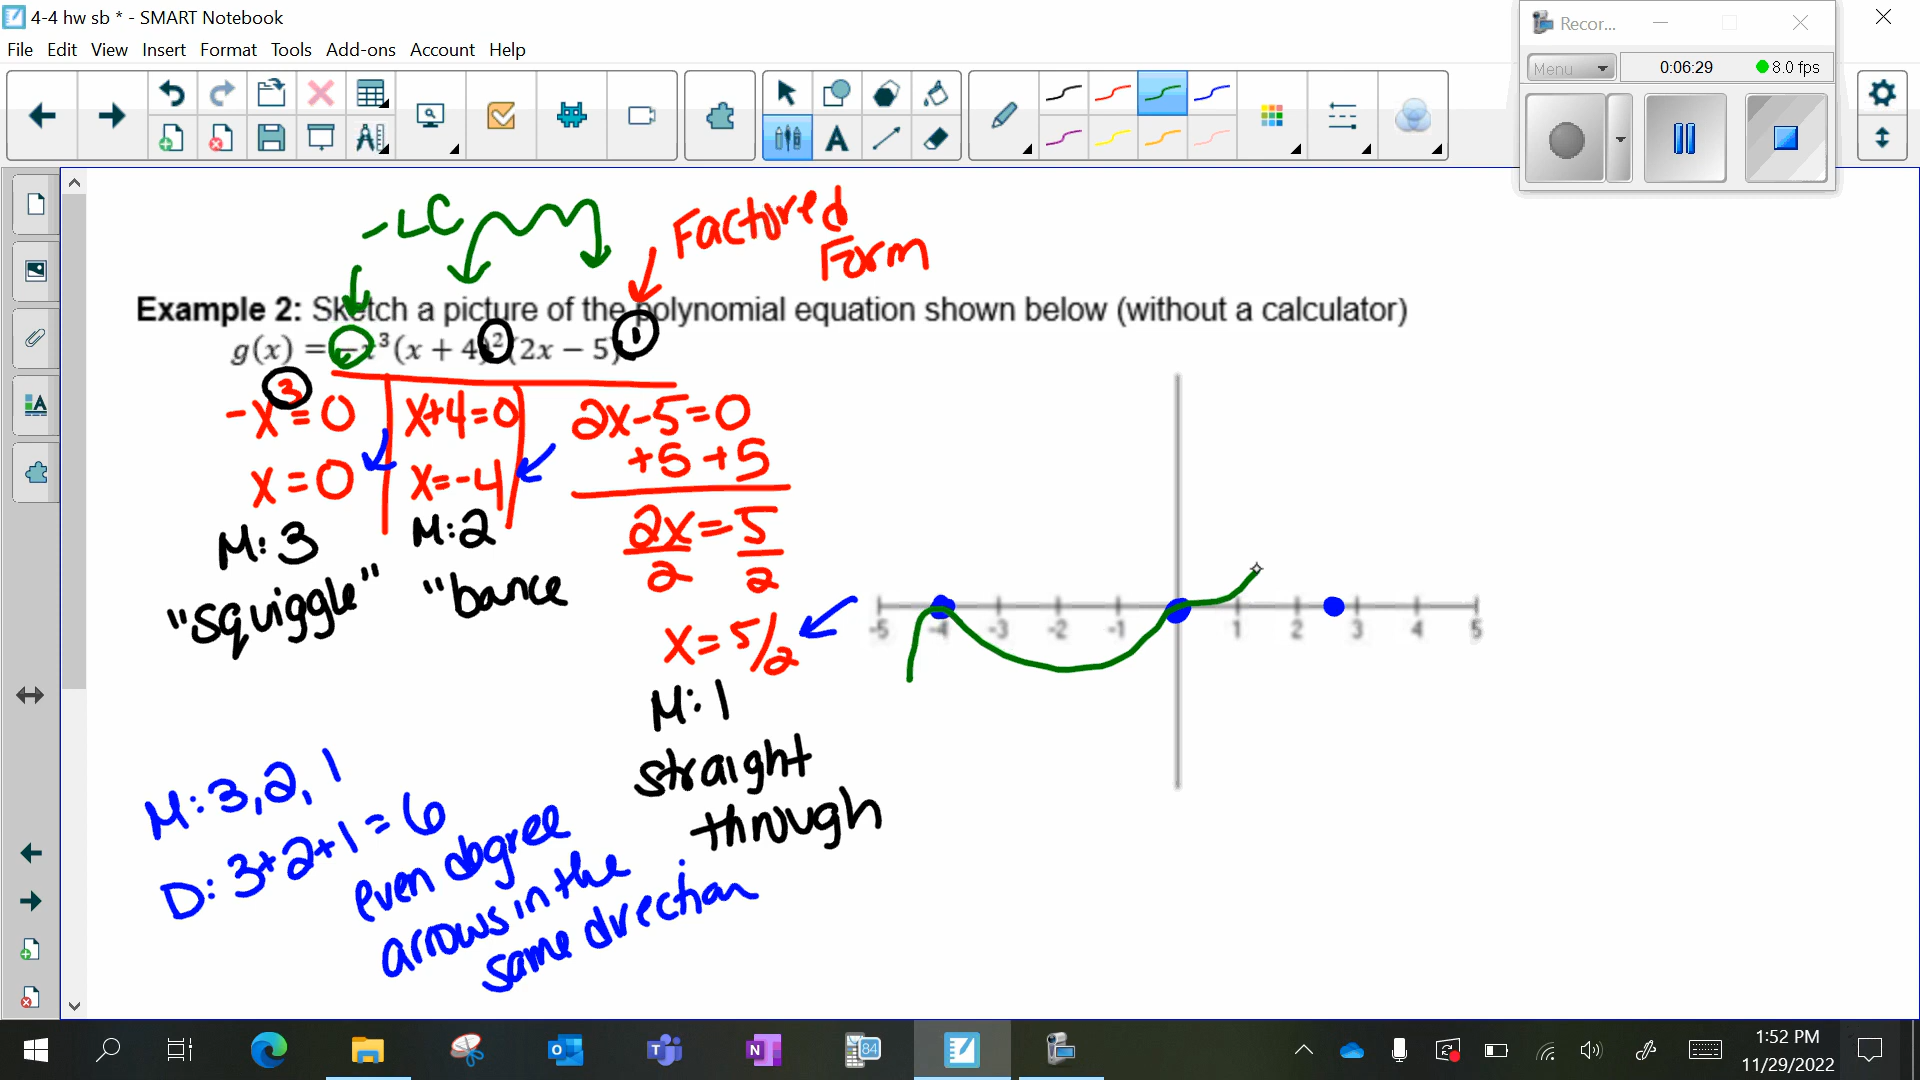 4-4 hw sb * - SMART Notebook
File Edit View Insert Format Tools Add-ons Account Help
Recor...
Menu
0:06:29
8.0 fps
-LC
Factored
Form
Example 2: Sketch a picture of the polynomial equation shown below (without a calculator)
g(x) = -x³(x + 4)²(2x − 5)
1
-x³=0
x+4=0
2x-5=0
+5 +5
x=0
x=-4
2x=5
2 2
M:3
M:2
"squiggle"
"bance
x=5/2
M:1
straight
through
-5 -4 -3 -2 -1 1 2 3 4 5
M:3,2,1
D:3+2+1=6
even degree
arrows in the
same direction
84
1:52 PM
11/29/2022